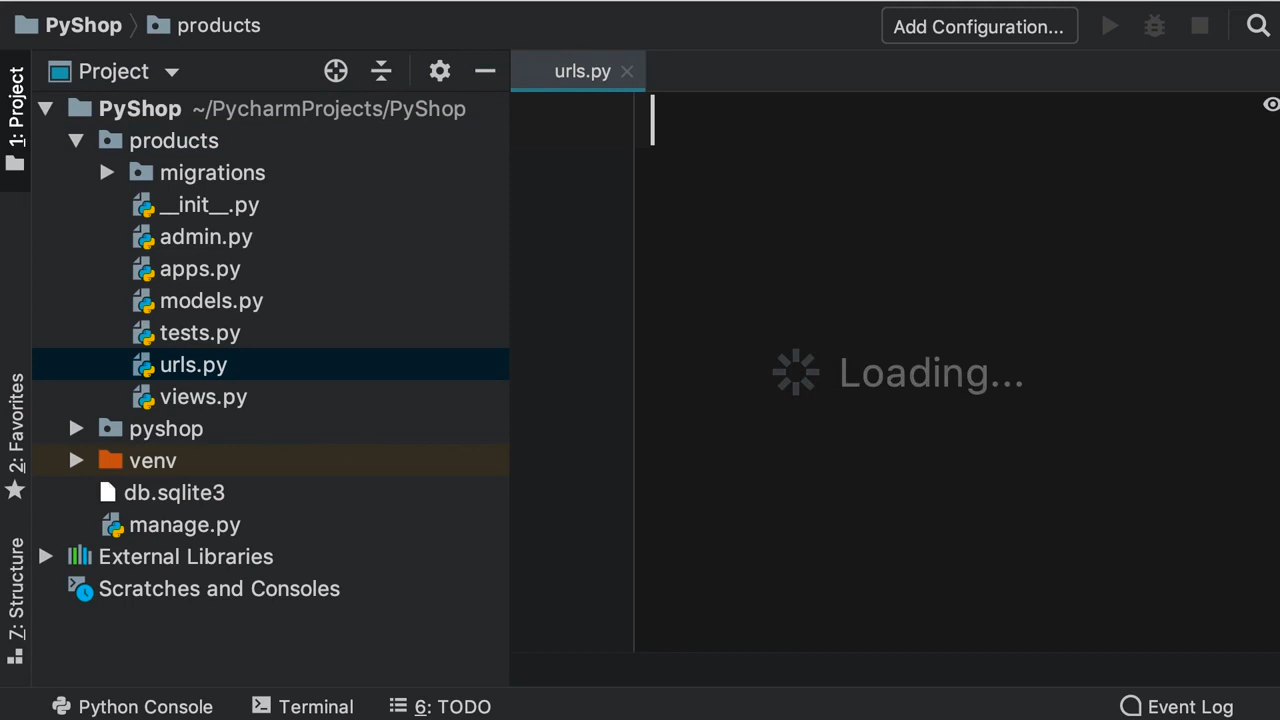 PyShop products Add Configuration...
1: Project
Project
urls.py
PyShop ~/PycharmProjects/PyShop
products
migrations
__init__.py
admin.py
apps.py
models.py
tests.py
urls.py
views.py
pyshop
venv
db.sqlite3
manage.py
External Libraries
Scratches and Consoles
Loading...
2: Favorites
7: Structure
Python Console Terminal 6: TODO Event Log